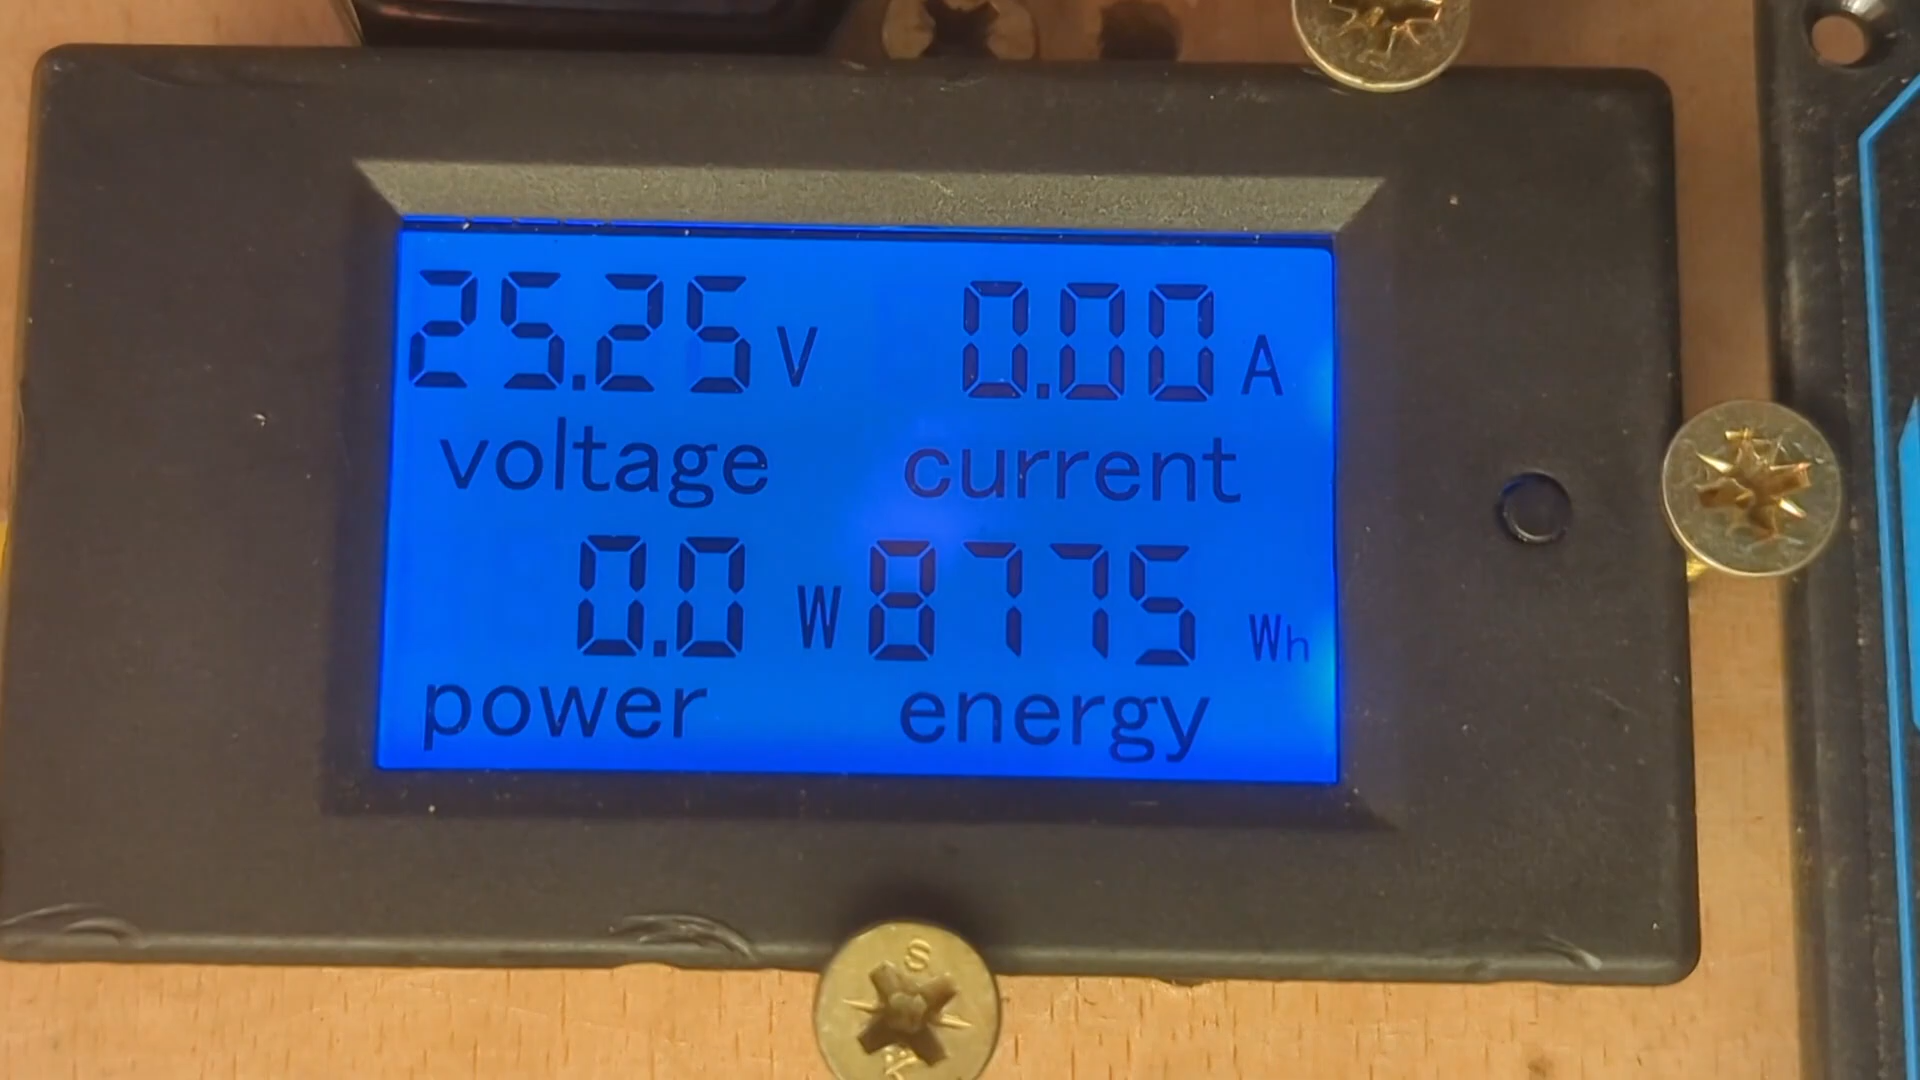 25.25 V 0.00 A
voltage current
0.0 W 8775 Wh
power energy
S